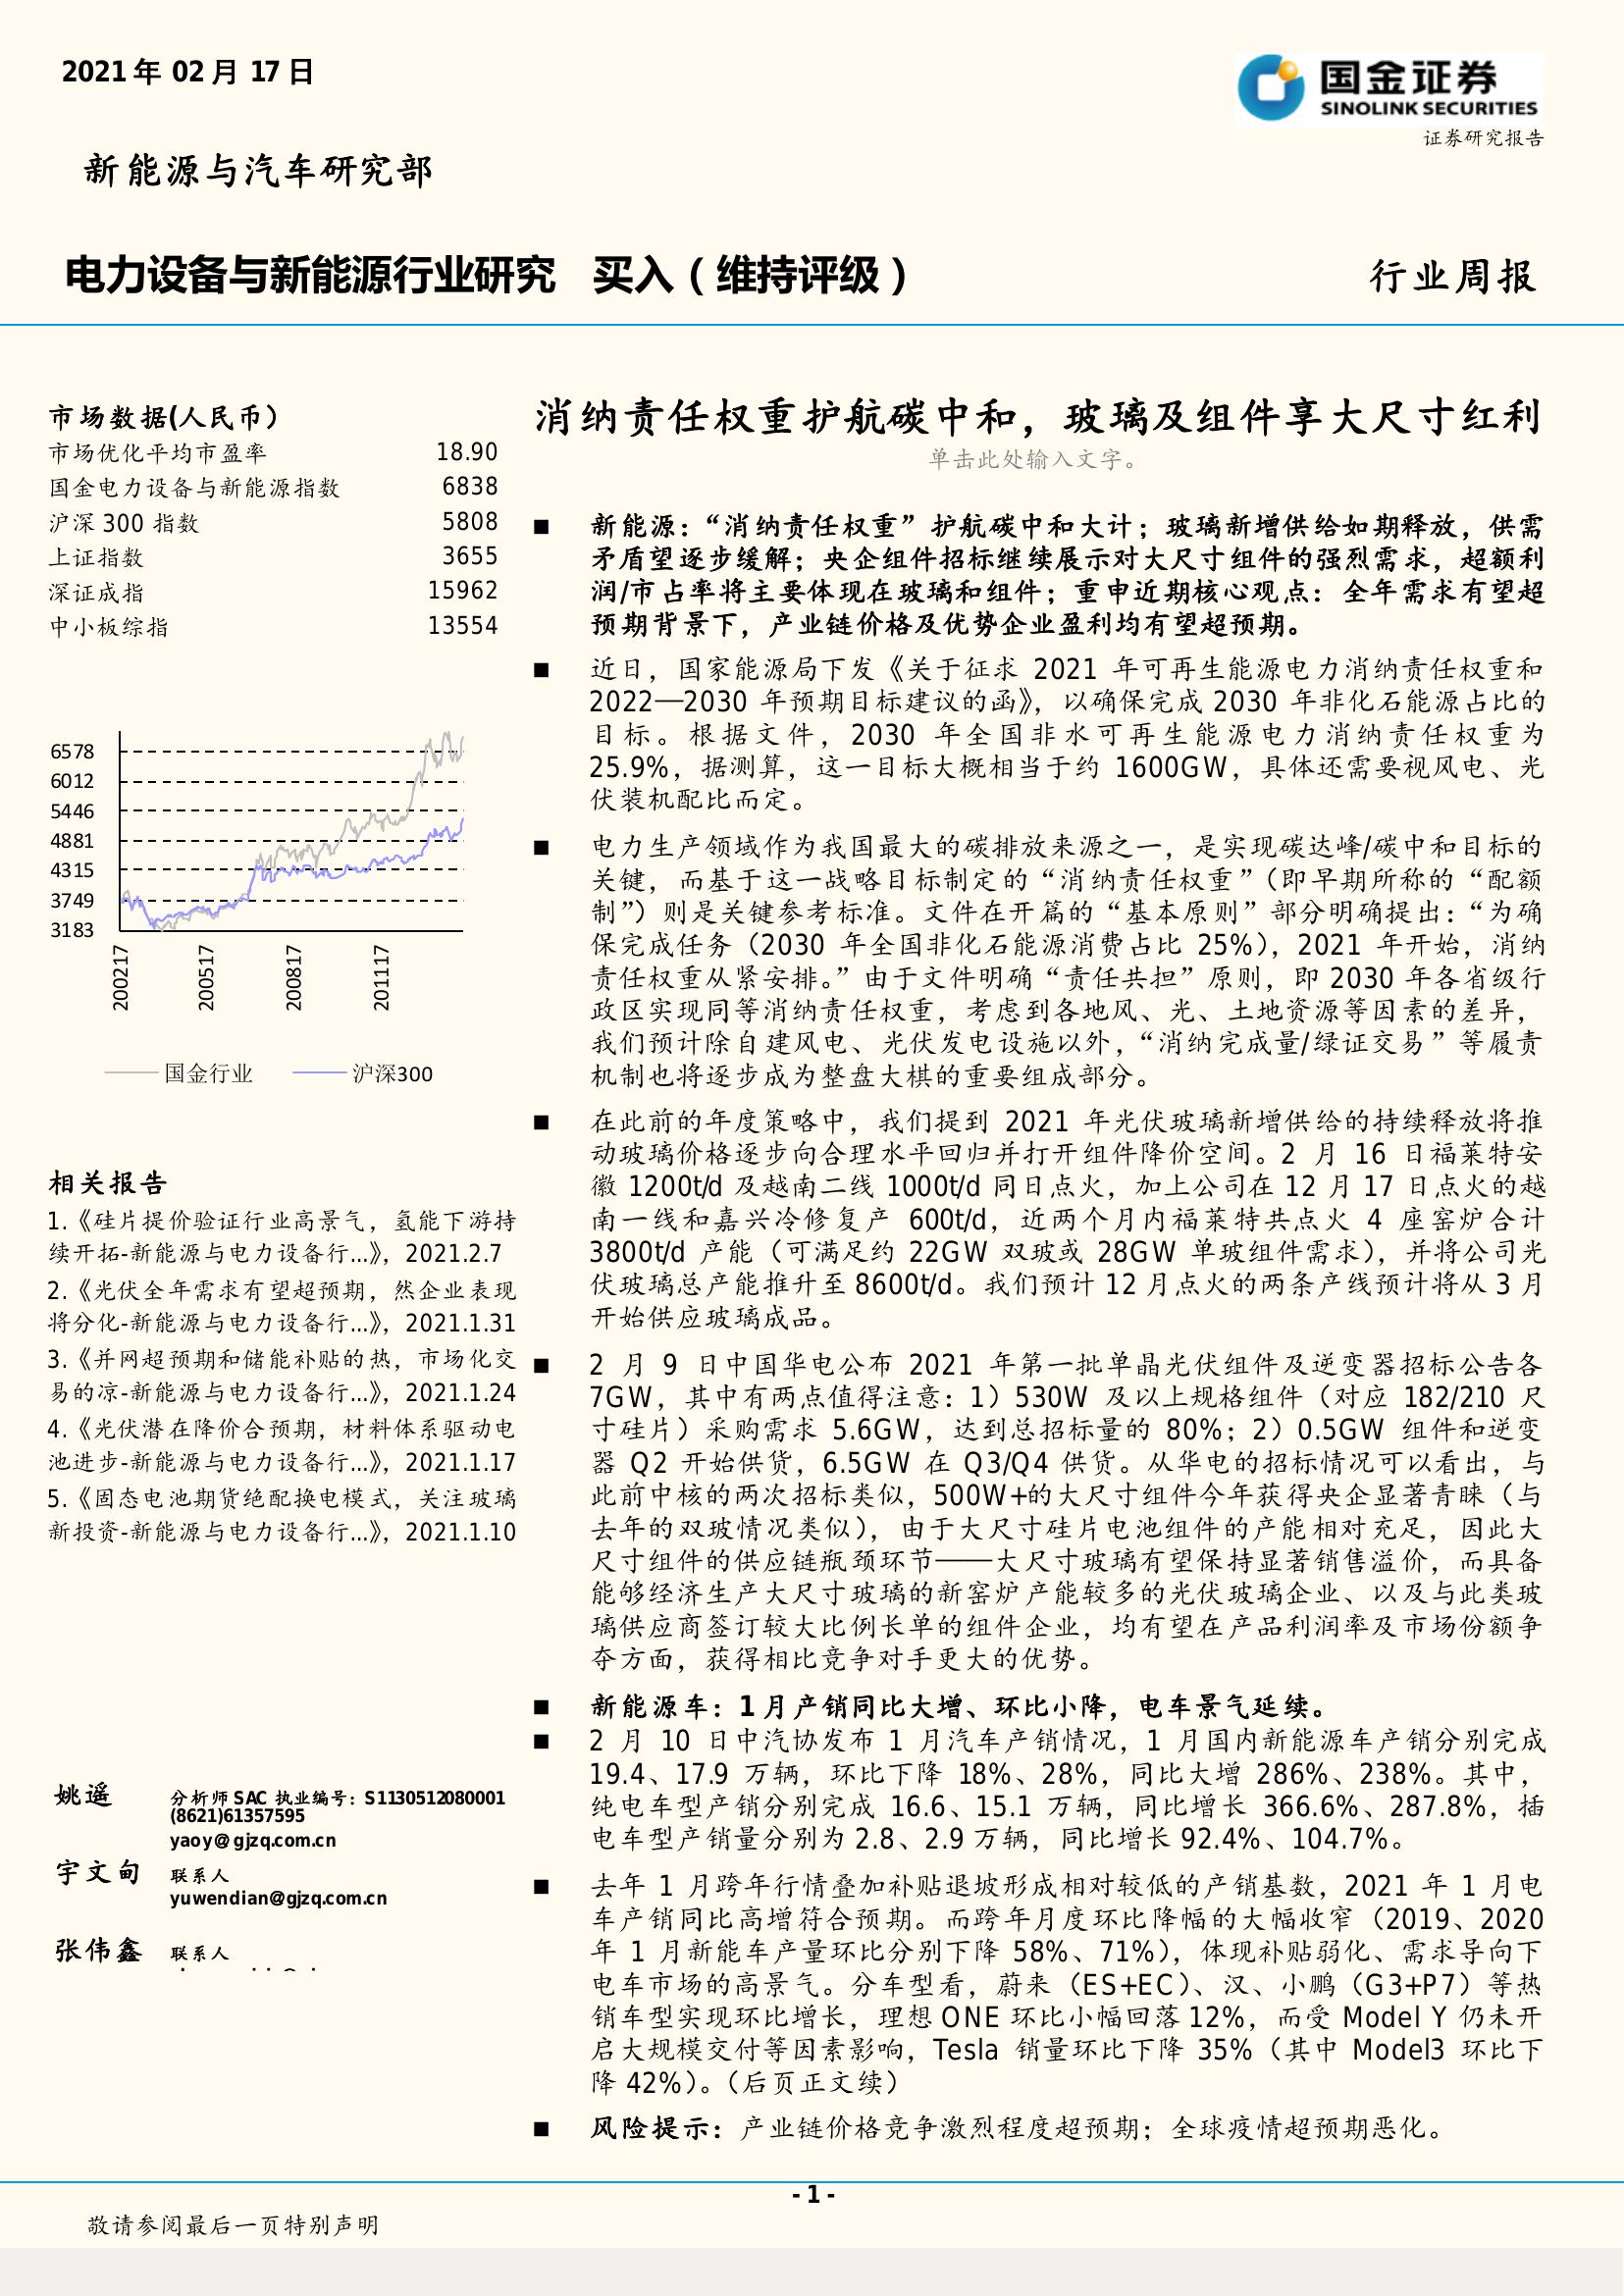 2021 年 02 月 17 日
国金证券
SINOLINK SECURITIES
证券研究报告
新能源与汽车研究部
电力设备与新能源行业研究 买入（维持评级）
行业周报
市场数据(人民币）
市场优化平均市盈率 18.90
国金电力设备与新能源指数 6838
沪深 300 指数 5808
上证指数 3655
深证成指 15962
中小板综指 13554
6578
6012
5446
4881
4315
3749
3183
200217
200517
200817
201117
国金行业 沪深300
相关报告
1.《硅片提价验证行业高景气，氢能下游持
续开拓-新能源与电力设备行...》，2021.2.7
2.《光伏全年需求有望超预期，然企业表现
将分化-新能源与电力设备行...》，2021.1.31
3.《并网超预期和储能补贴的热，市场化交
易的凉-新能源与电力设备行...》，2021.1.24
4.《光伏潜在降价合预期，材料体系驱动电
池进步-新能源与电力设备行...》，2021.1.17
5.《固态电池期货绝配换电模式，关注玻璃
新投资-新能源与电力设备行...》，2021.1.10
姚遥 分析师 SAC 执业编号：S1130512080001
(8621)61357595
yaoy@gjzq.com.cn
宇文甸 联系人
yuwendian@gjzq.com.cn
张伟鑫 联系人
消纳责任权重护航碳中和，玻璃及组件享大尺寸红利
单击此处输入文字。
■ 新能源：“消纳责任权重”护航碳中和大计；玻璃新增供给如期释放，供需
矛盾望逐步缓解；央企组件招标继续展示对大尺寸组件的强烈需求，超额利
润/市占率将主要体现在玻璃和组件；重申近期核心观点：全年需求有望超
预期背景下，产业链价格及优势企业盈利均有望超预期。
■ 近日，国家能源局下发《关于征求 2021 年可再生能源电力消纳责任权重和
2022—2030 年预期目标建议的函》，以确保完成 2030 年非化石能源占比的
目标。根据文件，2030 年全国非水可再生能源电力消纳责任权重为
25.9%，据测算，这一目标大概相当于约 1600GW，具体还需要视风电、光
伏装机配比而定。
■ 电力生产领域作为我国最大的碳排放来源之一，是实现碳达峰/碳中和目标的
关键，而基于这一战略目标制定的“消纳责任权重”（即早期所称的“配额
制”）则是关键参考标准。文件在开篇的“基本原则”部分明确提出：“为确
保完成任务（2030 年全国非化石能源消费占比 25%），2021 年开始，消纳
责任权重从紧安排。”由于文件明确“责任共担”原则，即 2030 年各省级行
政区实现同等消纳责任权重，考虑到各地风、光、土地资源等因素的差异，
我们预计除自建风电、光伏发电设施以外，“消纳完成量/绿证交易”等履责
机制也将逐步成为整盘大棋的重要组成部分。
■ 在此前的年度策略中，我们提到 2021 年光伏玻璃新增供给的持续释放将推
动玻璃价格逐步向合理水平回归并打开组件降价空间。2 月 16 日福莱特安
徽 1200t/d 及越南二线 1000t/d 同日点火，加上公司在 12 月 17 日点火的越
南一线和嘉兴冷修复产 600t/d，近两个月内福莱特共点火 4 座窑炉合计
3800t/d 产能（可满足约 22GW 双玻或 28GW 单玻组件需求），并将公司光
伏玻璃总产能推升至 8600t/d。我们预计 12 月点火的两条产线预计将从 3 月
开始供应玻璃成品。
■ 2 月 9 日中国华电公布 2021 年第一批单晶光伏组件及逆变器招标公告各
7GW，其中有两点值得注意：1）530W 及以上规格组件（对应 182/210 尺
寸硅片）采购需求 5.6GW，达到总招标量的 80%；2）0.5GW 组件和逆变
器 Q2 开始供货，6.5GW 在 Q3/Q4 供货。从华电的招标情况可以看出，与
此前中核的两次招标类似，500W+的大尺寸组件今年获得央企显著青睐（与
去年的双玻情况类似），由于大尺寸硅片电池组件的产能相对充足，因此大
尺寸组件的供应链瓶颈环节——大尺寸玻璃有望保持显著销售溢价，而具备
能够经济生产大尺寸玻璃的新窑炉产能较多的光伏玻璃企业、以及与此类玻
璃供应商签订较大比例长单的组件企业，均有望在产品利润率及市场份额争
夺方面，获得相比竞争对手更大的优势。
■ 新能源车：1 月产销同比大增、环比小降，电车景气延续。
■ 2 月 10 日中汽协发布 1 月汽车产销情况，1 月国内新能源车产销分别完成
19.4、17.9 万辆，环比下降 18%、28%，同比大增 286%、238%。其中，
纯电车型产销分别完成 16.6、15.1 万辆，同比增长 366.6%、287.8%，插
电车型产销量分别为 2.8、2.9 万辆，同比增长 92.4%、104.7%。
■ 去年 1 月跨年行情叠加补贴退坡形成相对较低的产销基数，2021 年 1 月电
车产销同比高增符合预期。而跨年月度环比降幅的大幅收窄（2019、2020
年 1 月新能车产量环比分别下降 58%、71%），体现补贴弱化、需求导向下
电车市场的高景气。分车型看，蔚来（ES+EC）、汉、小鹏（G3+P7）等热
销车型实现环比增长，理想 ONE 环比小幅回落 12%，而受 Model Y 仍未开
启大规模交付等因素影响，Tesla 销量环比下降 35%（其中 Model3 环比下
降 42%）。（后页正文续）
■ 风险提示：产业链价格竞争激烈程度超预期；全球疫情超预期恶化。
- 1 -
敬请参阅最后一页特别声明